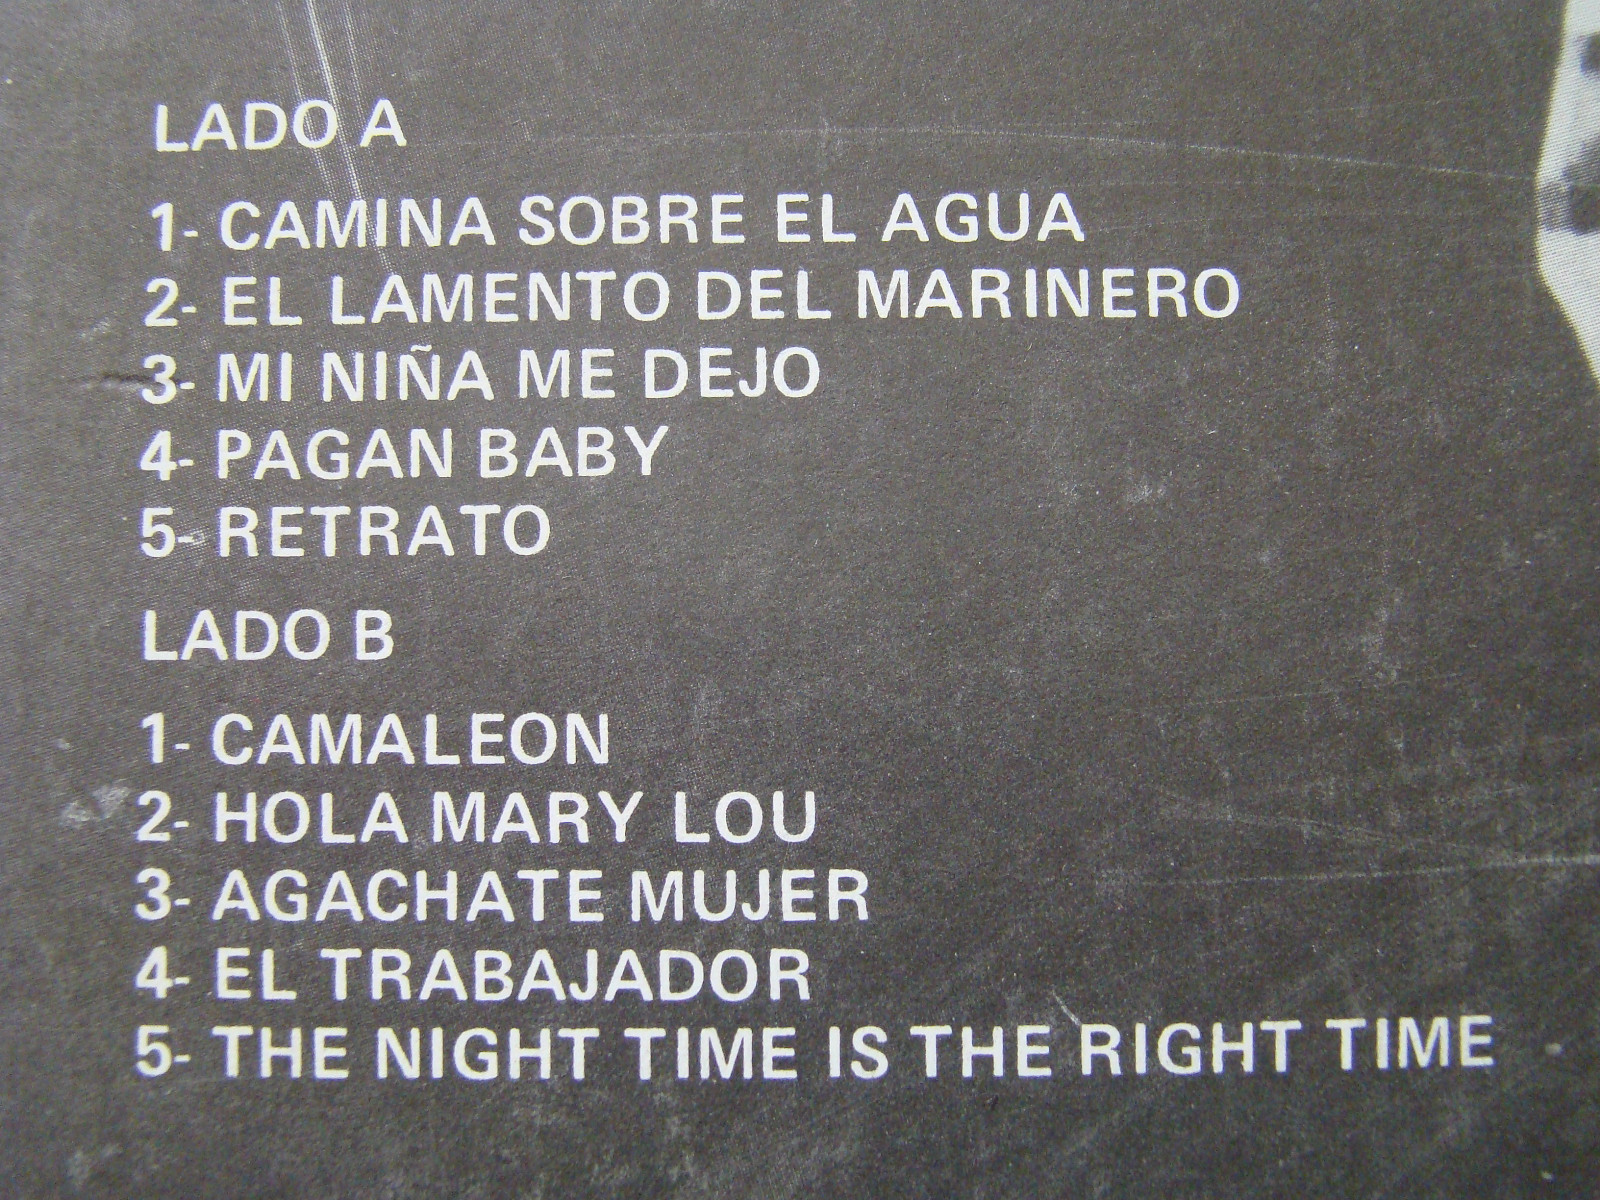 LADO A
1- CAMINA SOBRE EL AGUA
2- EL LAMENTO DEL MARINERO
3- MI NIÑA ME DEJO
4- PAGAN BABY
5- RETRATO
LADO B
1- CAMALEON
2- HOLA MARY LOU
3- AGACHATE MUJER
4- EL TRABAJADOR
5- THE NIGHT TIME IS THE RIGHT TIME